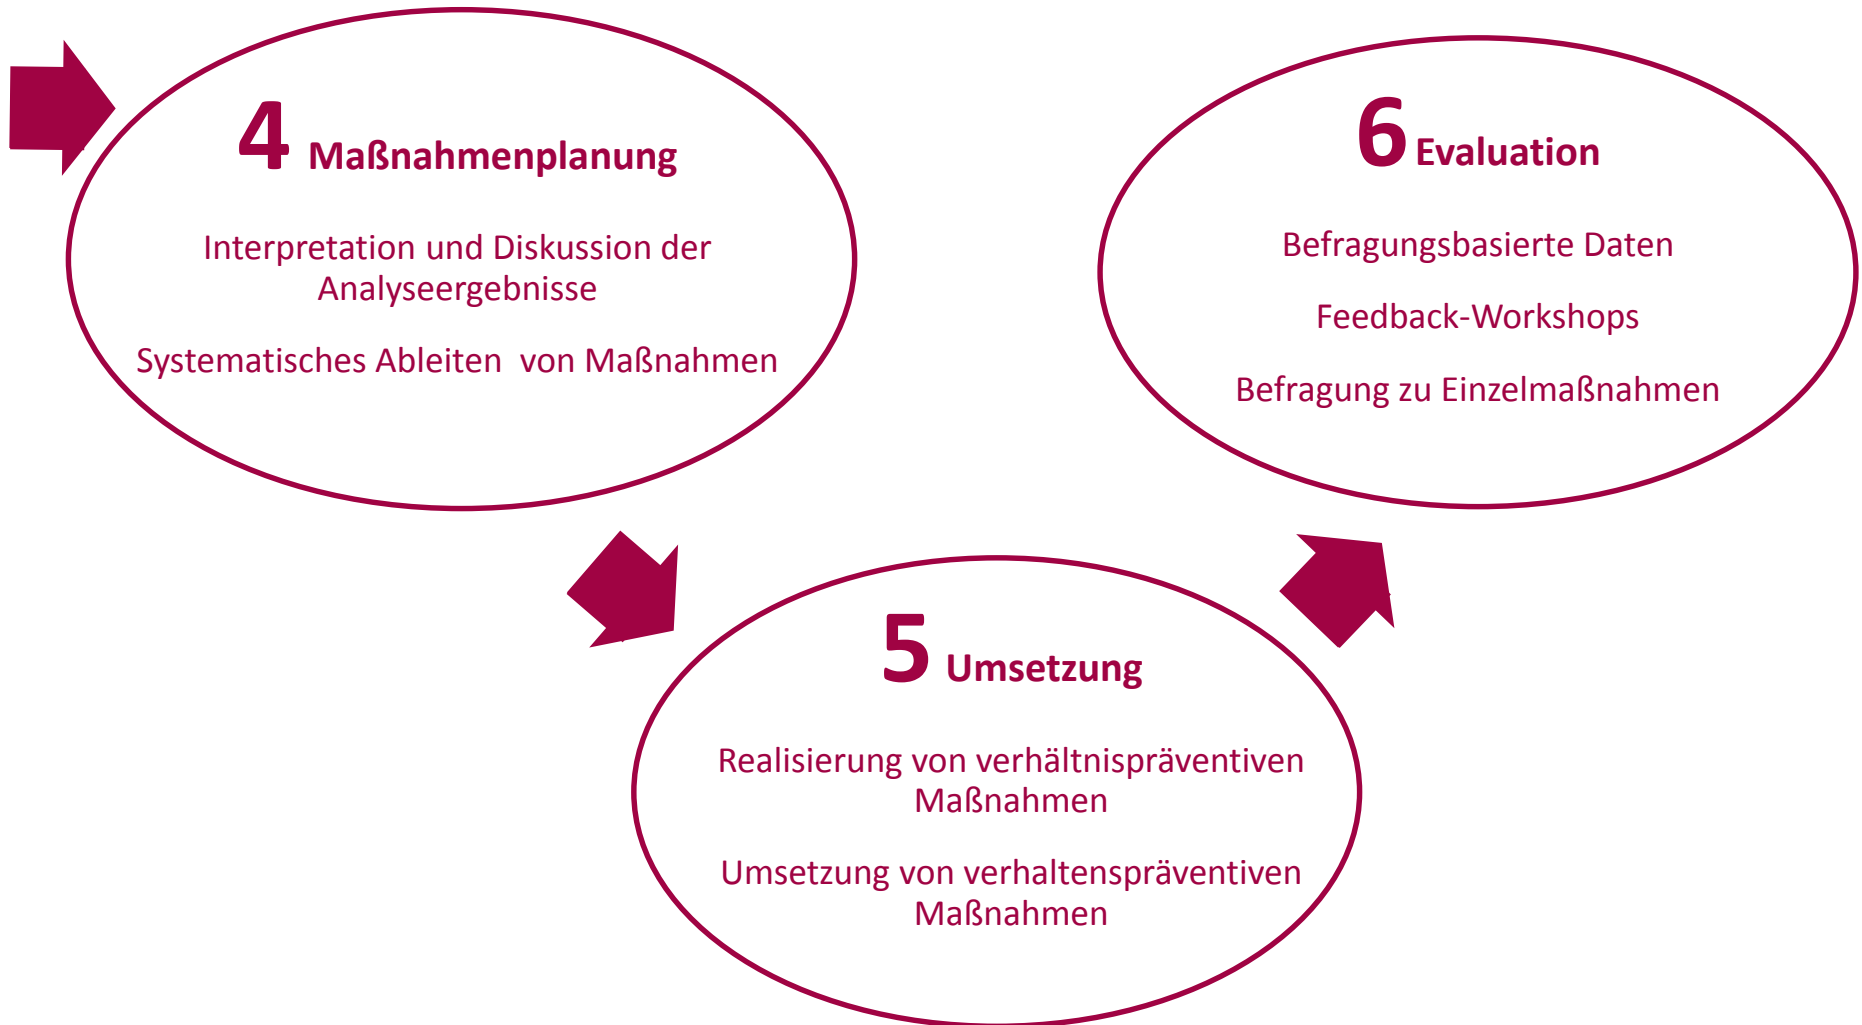 4 Maßnahmenplanung
Interpretation und Diskussion der
Analyseergebnisse
Systematisches Ableiten von Maßnahmen
5 Umsetzung
Realisierung von verhältnispräventiven
Maßnahmen
Umsetzung von verhaltenspräventiven
Maßnahmen
6 Evaluation
Befragungsbasierte Daten
Feedback-Workshops
Befragung zu Einzelmaßnahmen